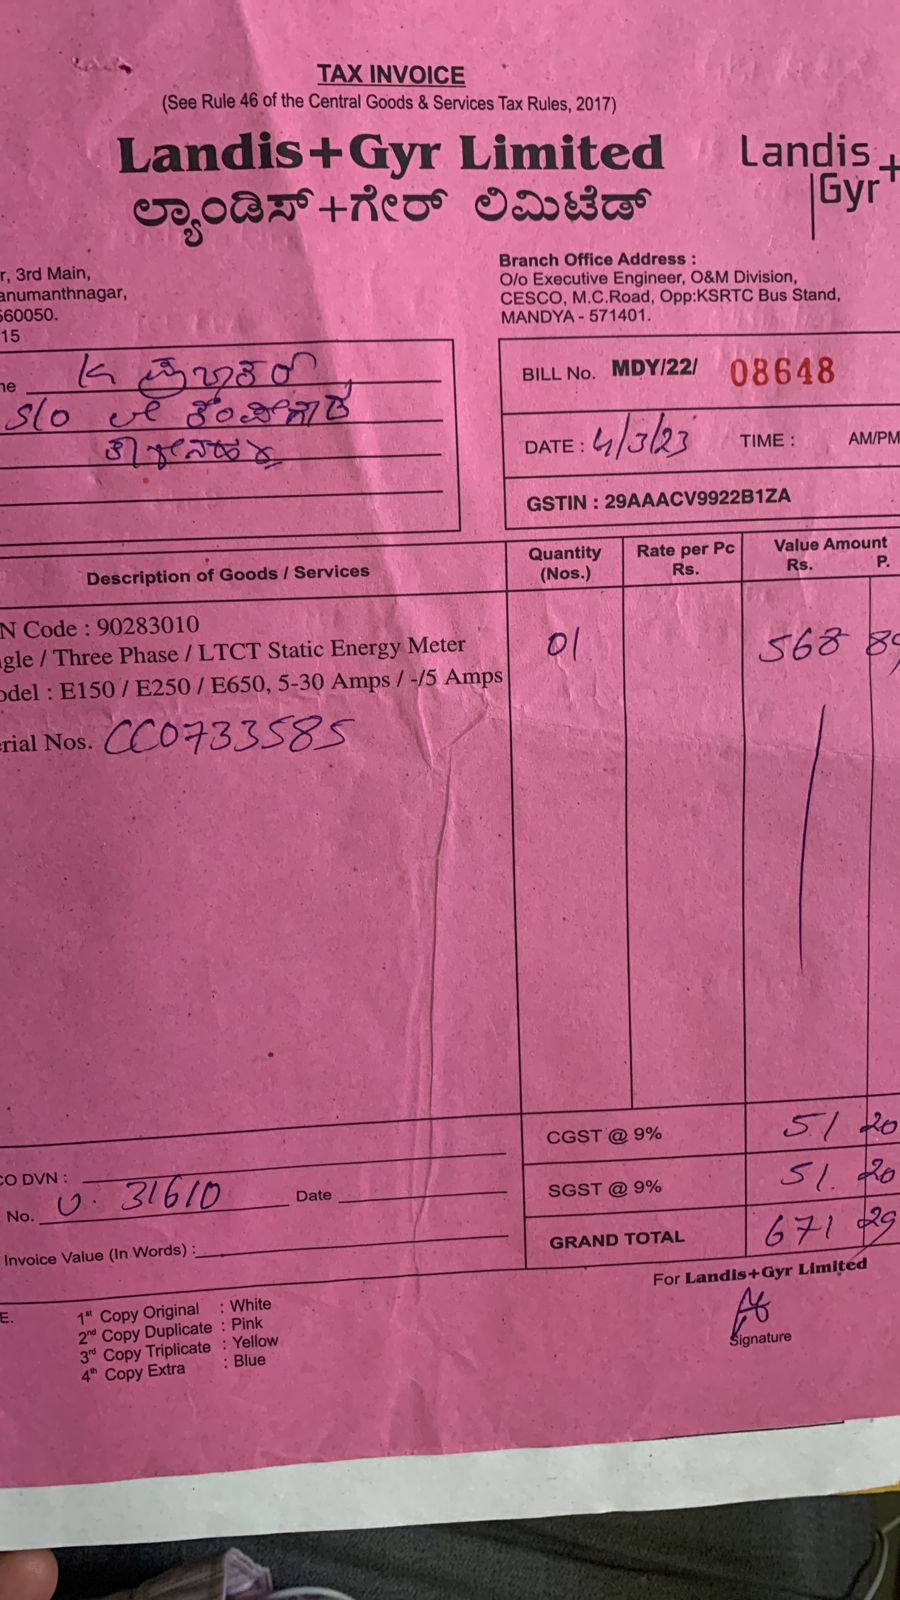 TAX INVOICE
(See Rule 46 of the Central Goods & Services Tax Rules, 2017)
Landis+Gyr Limited
ಲ್ಯಾಂಡಿಸ್+ಗೇರ್ ಲಿಮಿಟೆಡ್
Landis
Gyr+
r, 3rd Main,
anumanthnagar,
560050.
15
Branch Office Address :
O/o Executive Engineer, O&M Division,
CESCO, M.C.Road, Opp:KSRTC Bus Stand,
MANDYA - 571401.
me K ಪ್ರಭಾಕರ್
S/o ಲೇ
BILL No. MDY/22/ 08648
DATE : 4/3/23 TIME : AM/PM
GSTIN : 29AAACV9922B1ZA
Description of Goods / Services
Quantity (Nos.)
Rate per Pc Rs.
Value Amount Rs. P.
N Code : 90283010
ngle / Three Phase / LTCT Static Energy Meter 01 568 89
odel : E150 / E250 / E650, 5-30 Amps / -/5 Amps
erial Nos. CC0733585
CGST @ 9% 51 20
CO DVN :
SGST @ 9% 51. 20
No. U. 31610 Date
GRAND TOTAL 671 29
Invoice Value (In Words) :
For Landis+Gyr Limited
E.
1st Copy Original : White
2nd Copy Duplicate : Pink
3rd Copy Triplicate : Yellow
4th Copy Extra : Blue
Signature